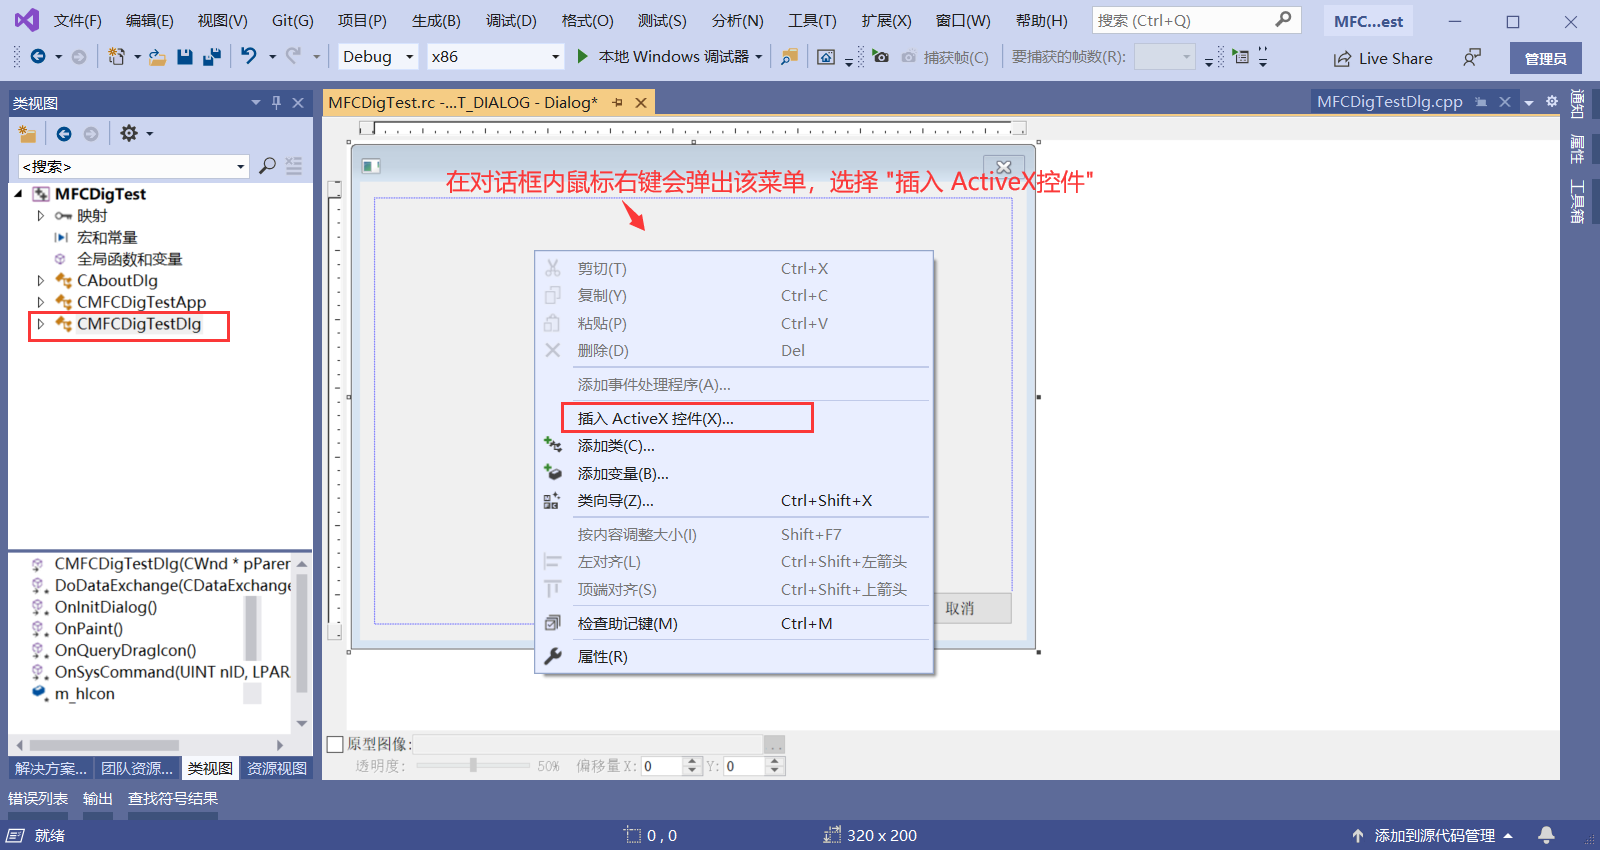 文件(F) 编辑(E) 视图(V) Git(G) 项目(P) 生成(B) 调试(D) 格式(O) 测试(S) 分析(N) 工具(T) 扩展(X) 窗口(W) 帮助(H) 搜索 (Ctrl+Q) MFC...est
Debug x86 本地 Windows 调试器 捕获帧(C) 要捕获的帧数(R): Live Share 管理员
类视图
MFCDigTest.rc -...T_DIALOG - Dialog*
MFCDigTestDlg.cpp
通知
属性
工具箱
<搜索>
MFCDigTest
映射
宏和常量
全局函数和变量
CAboutDlg
CMFCDigTestApp
CMFCDigTestDlg
在对话框内鼠标右键会弹出该菜单，选择 "插入 ActiveX控件"
剪切(T) Ctrl+X
复制(Y) Ctrl+C
粘贴(P) Ctrl+V
删除(D) Del
添加事件处理程序(A)...
插入 ActiveX 控件(X)...
添加类(C)...
添加变量(B)...
类向导(Z)... Ctrl+Shift+X
按内容调整大小(I) Shift+F7
左对齐(L) Ctrl+Shift+左箭头
顶端对齐(S) Ctrl+Shift+上箭头
检查助记键(M) Ctrl+M
属性(R)
取消
CMFCDigTestDlg(CWnd * pParen
DoDataExchange(CDataExchange
OnInitDialog()
OnPaint()
OnQueryDragIcon()
OnSysCommand(UINT nID, LPAR
m_hIcon
原型图像: ..
透明度: 50% 偏移量 X: 0 Y: 0
解决方案... 团队资源... 类视图 资源视图
错误列表 输出 查找符号结果
就绪 0 , 0 320 x 200 添加到源代码管理